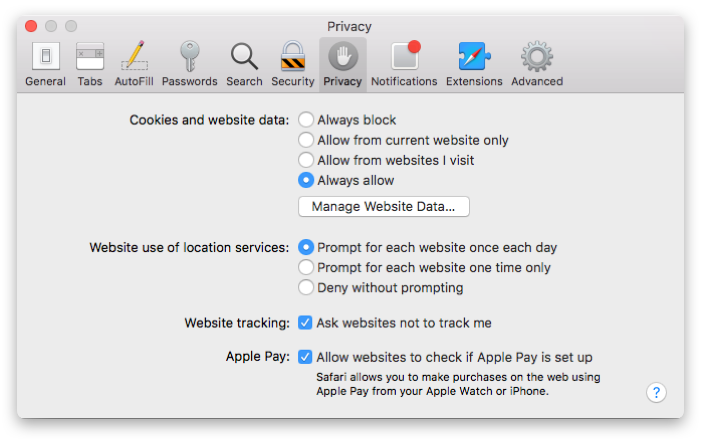 Privacy
General Tabs AutoFill Passwords Search Security Privacy Notifications Extensions Advanced
Cookies and website data: Always block
Allow from current website only
Allow from websites I visit
Always allow
Manage Website Data...
Website use of location services: Prompt for each website once each day
Prompt for each website one time only
Deny without prompting
Website tracking: Ask websites not to track me
Apple Pay: Allow websites to check if Apple Pay is set up
Safari allows you to make purchases on the web using
Apple Pay from your Apple Watch or iPhone.
?